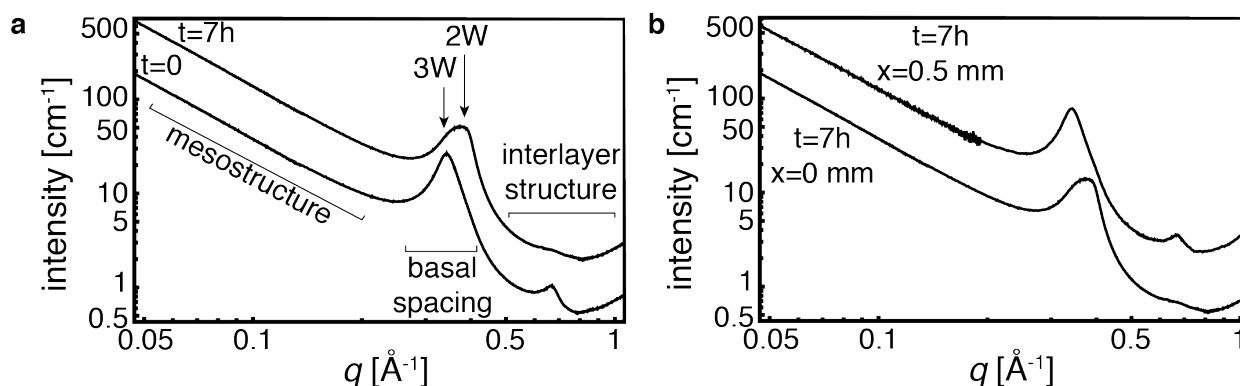 a
intensity [cm-1]
500
100
50
10
5
1
0.5
t=7h
t=0
mesostructure
3W
2W
interlayer
structure
basal
spacing
0.05
0.1
0.5
1
q [Å-1]
b
intensity [cm-1]
500
100
50
10
5
1
0.5
t=7h
x=0.5 mm
t=7h
x=0 mm
0.05
0.1
0.5
1
q [Å-1]